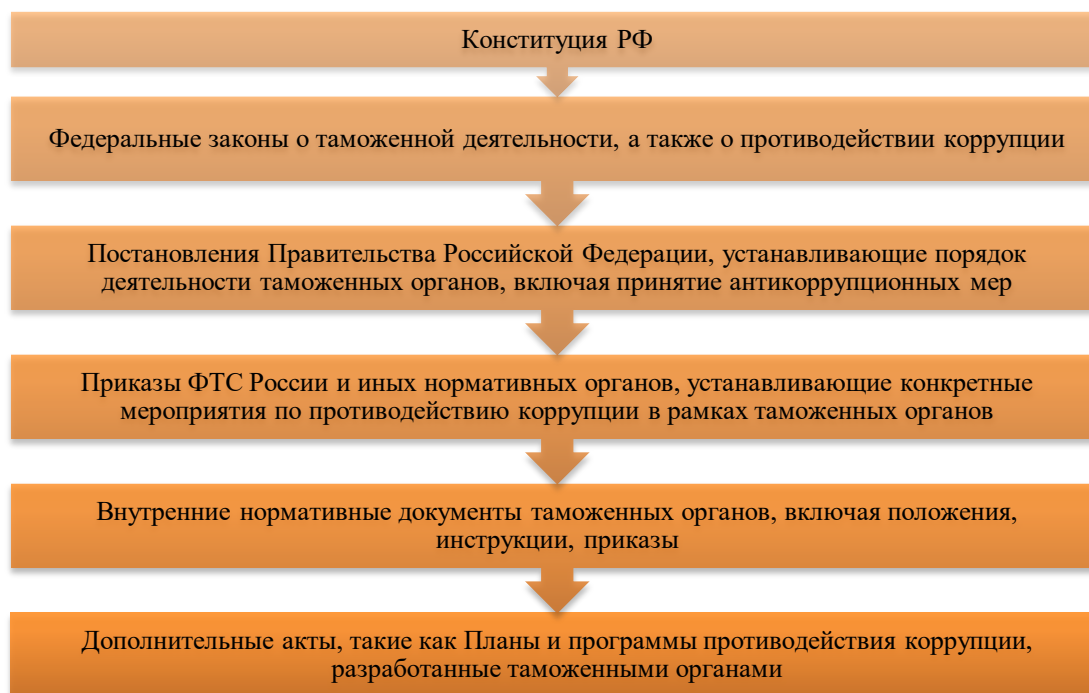 Конституция РФ
Федеральные законы о таможенной деятельности, а также о противодействии коррупции
Постановления Правительства Российской Федерации, устанавливающие порядок
деятельности таможенных органов, включая принятие антикоррупционных мер
Приказы ФТС России и иных нормативных органов, устанавливающие конкретные
мероприятия по противодействию коррупции в рамках таможенных органов
Внутренние нормативные документы таможенных органов, включая положения,
инструкции, приказы
Дополнительные акты, такие как Планы и программы противодействия коррупции,
разработанные таможенными органами